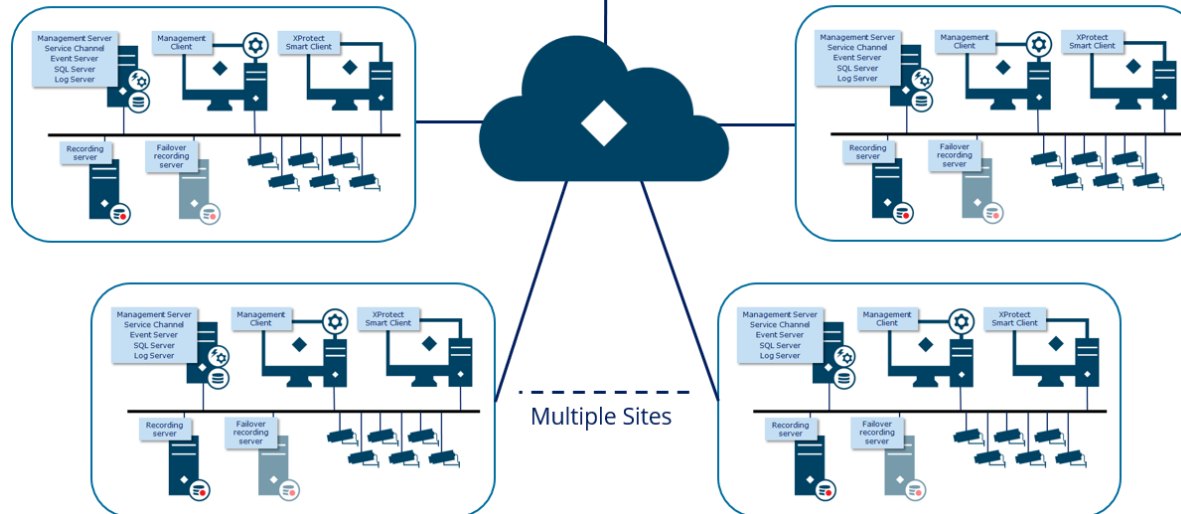 Management Server
Service Channel
Event Server
SQL Server
Log Server
Management
Client
XProtect
Smart Client
Recording
server
Failover
recording
server
Management Server
Service Channel
Event Server
SQL Server
Log Server
Management
Client
XProtect
Smart Client
Recording
server
Failover
recording
server
Management Server
Service Channel
Event Server
SQL Server
Log Server
Management
Client
XProtect
Smart Client
Recording
server
Failover
recording
server
Multiple Sites
Management Server
Service Channel
Event Server
SQL Server
Log Server
Management
Client
XProtect
Smart Client
Recording
server
Failover
recording
server